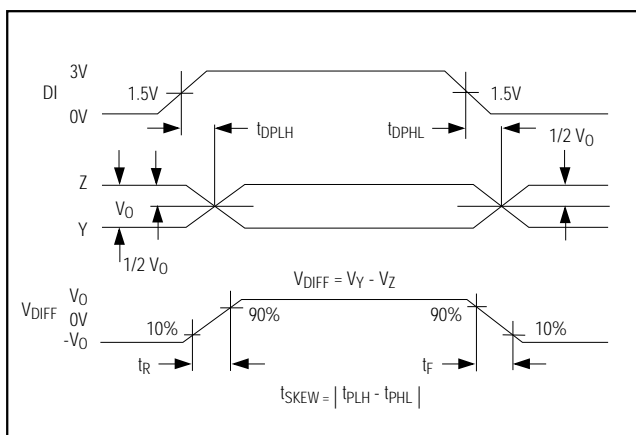 3V
DI
1.5V
1.5V
0V
tDPLH
tDPHL
1/2 VO
Z
VO
Y
1/2 VO
VDIFF = VY - VZ
VO
VDIFF
0V
10%
90%
90%
10%
-VO
tR
tF
tSKEW = | tPLH - tPHL |